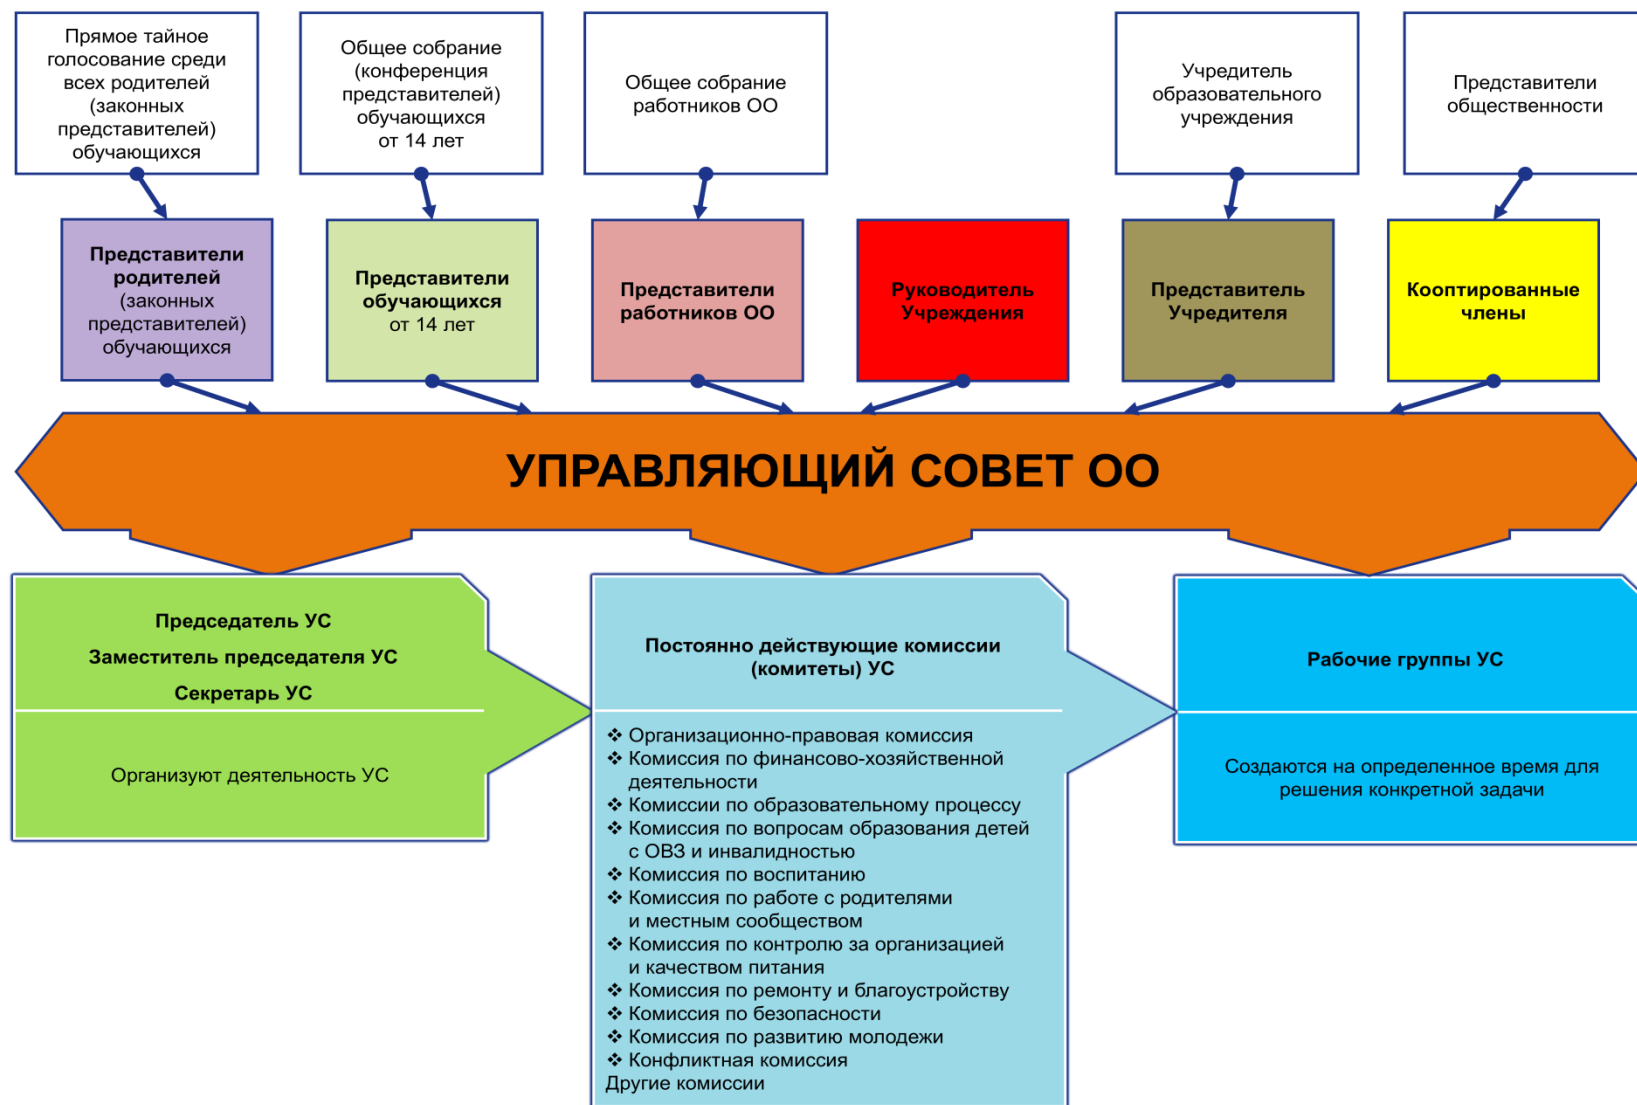 Прямое тайное
голосование среди
всех родителей
(законных
представителей)
обучающихся
Общее собрание
(конференция
представителей)
обучающихся
от 14 лет
Общее собрание
работников ОО
Учредитель
образовательного
учреждения
Представители
общественности
Представители
родителей
(законных
представителей)
обучающихся
Представители
обучающихся
от 14 лет
Представители
работников ОО
Руководитель
Учреждения
Представитель
Учредителя
Кооптированные
члены
УПРАВЛЯЮЩИЙ СОВЕТ ОО
Председатель УС
Заместитель председателя УС
Секретарь УС
Организуют деятельность УС
Постоянно действующие комиссии
(комитеты) УС
❖ Организационно-правовая комиссия
❖ Комиссия по финансово-хозяйственной
деятельности
❖ Комиссии по образовательному процессу
❖ Комиссия по вопросам образования детей
с ОВЗ и инвалидностью
❖ Комиссия по воспитанию
❖ Комиссия по работе с родителями
и местным сообществом
❖ Комиссия по контролю за организацией
и качеством питания
❖ Комиссия по ремонту и благоустройству
❖ Комиссия по безопасности
❖ Комиссия по развитию молодежи
❖ Конфликтная комиссия
Другие комиссии
Рабочие группы УС
Создаются на определенное время для
решения конкретной задачи